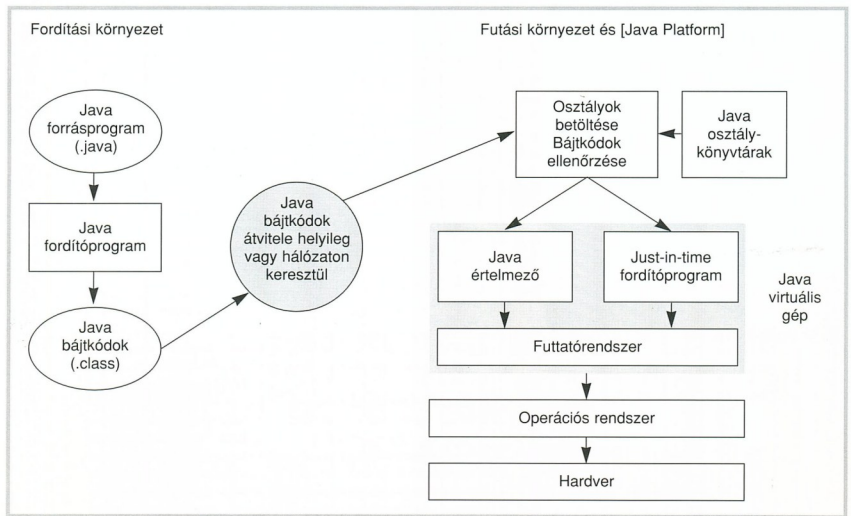 Fordítási környezet
Futási környezet és [Java Platform]
Java
forrásprogram
(.java)
Java
fordítóprogram
Java
bájtkódok
(.class)
Java
bájtkódok
átvitele helyileg
vagy hálózaton
keresztül
Osztályok
betöltése
Bájtkódok
ellenőrzése
Java
osztály-
könyvtárak
Java
értelmező
Just-in-time
fordítóprogram
Java
virtuális
gép
Futtatórendszer
Operációs rendszer
Hardver